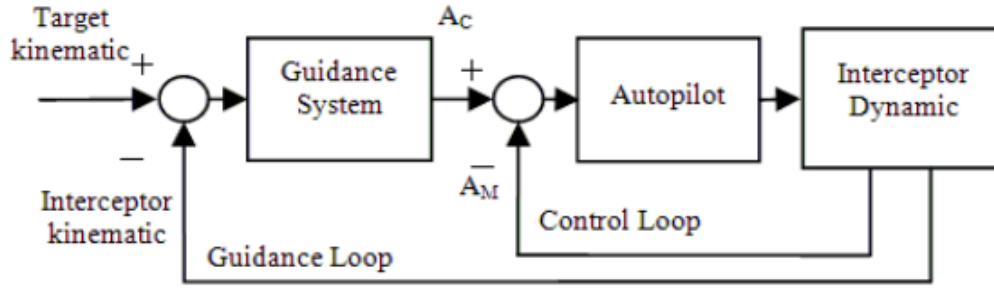 Target
kinematic
+
−
Interceptor
kinematic
Guidance
System
A_C
+
−
A_M
Autopilot
Interceptor
Dynamic
Control Loop
Guidance Loop